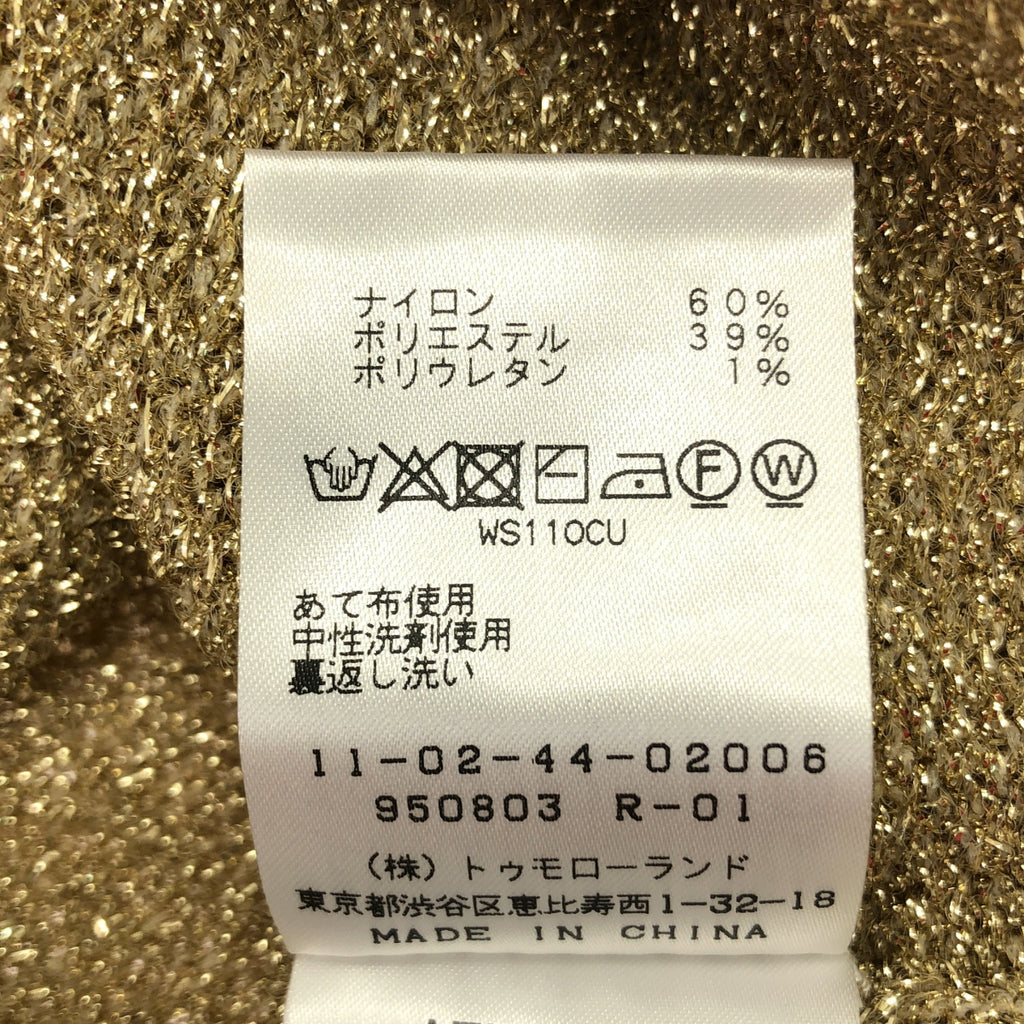 ナイロン 60%
ポリエステル 39%
ポリウレタン 1%
F W
WS110CU
あて布使用
中性洗剤使用
裏返し洗い
11-02-44-02006
950803 R-01
(株)トゥモローランド
東京都渋谷区恵比寿西1-32-18
MADE IN CHINA